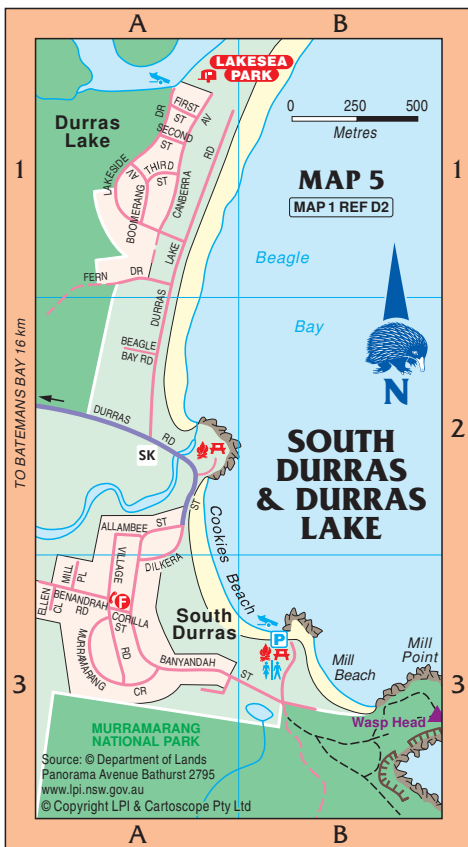 A
B
LAKESEA
PARK
Durras
Lake
0 250 500
Metres
1
1
MAP 5
MAP 1 REF D2
FIRST
ST
SECOND
ST
THIRD
ST
LAKESIDE
DR
AV
BOOMERANG
CANBERRA
AV
DURRAS
LAKE
RD
FERN DR
Beagle
Bay
BEAGLE
BAY RD
N
TO BATEMANS BAY 16 km
DURRAS
RD
SK
2
2
SOUTH
DURRAS
& DURRAS
LAKE
Cookies Beach
ALLAMBEE ST
VILLAGE
RD
DILKERA
ST
MILL
PL
ELLEN
CL
BENANDRAH
RD
F
CORILLA
ST
South
Durras
P
MURRAMARANG
CR
BANYANDAH
ST
Mill
Beach
Mill
Point
3
3
Wasp Head
MURRAMARANG
NATIONAL PARK
Source: © Department of Lands
Panorama Avenue Bathurst 2795
www.lpi.nsw.gov.au
© Copyright LPI & Cartoscope Pty Ltd
A
B